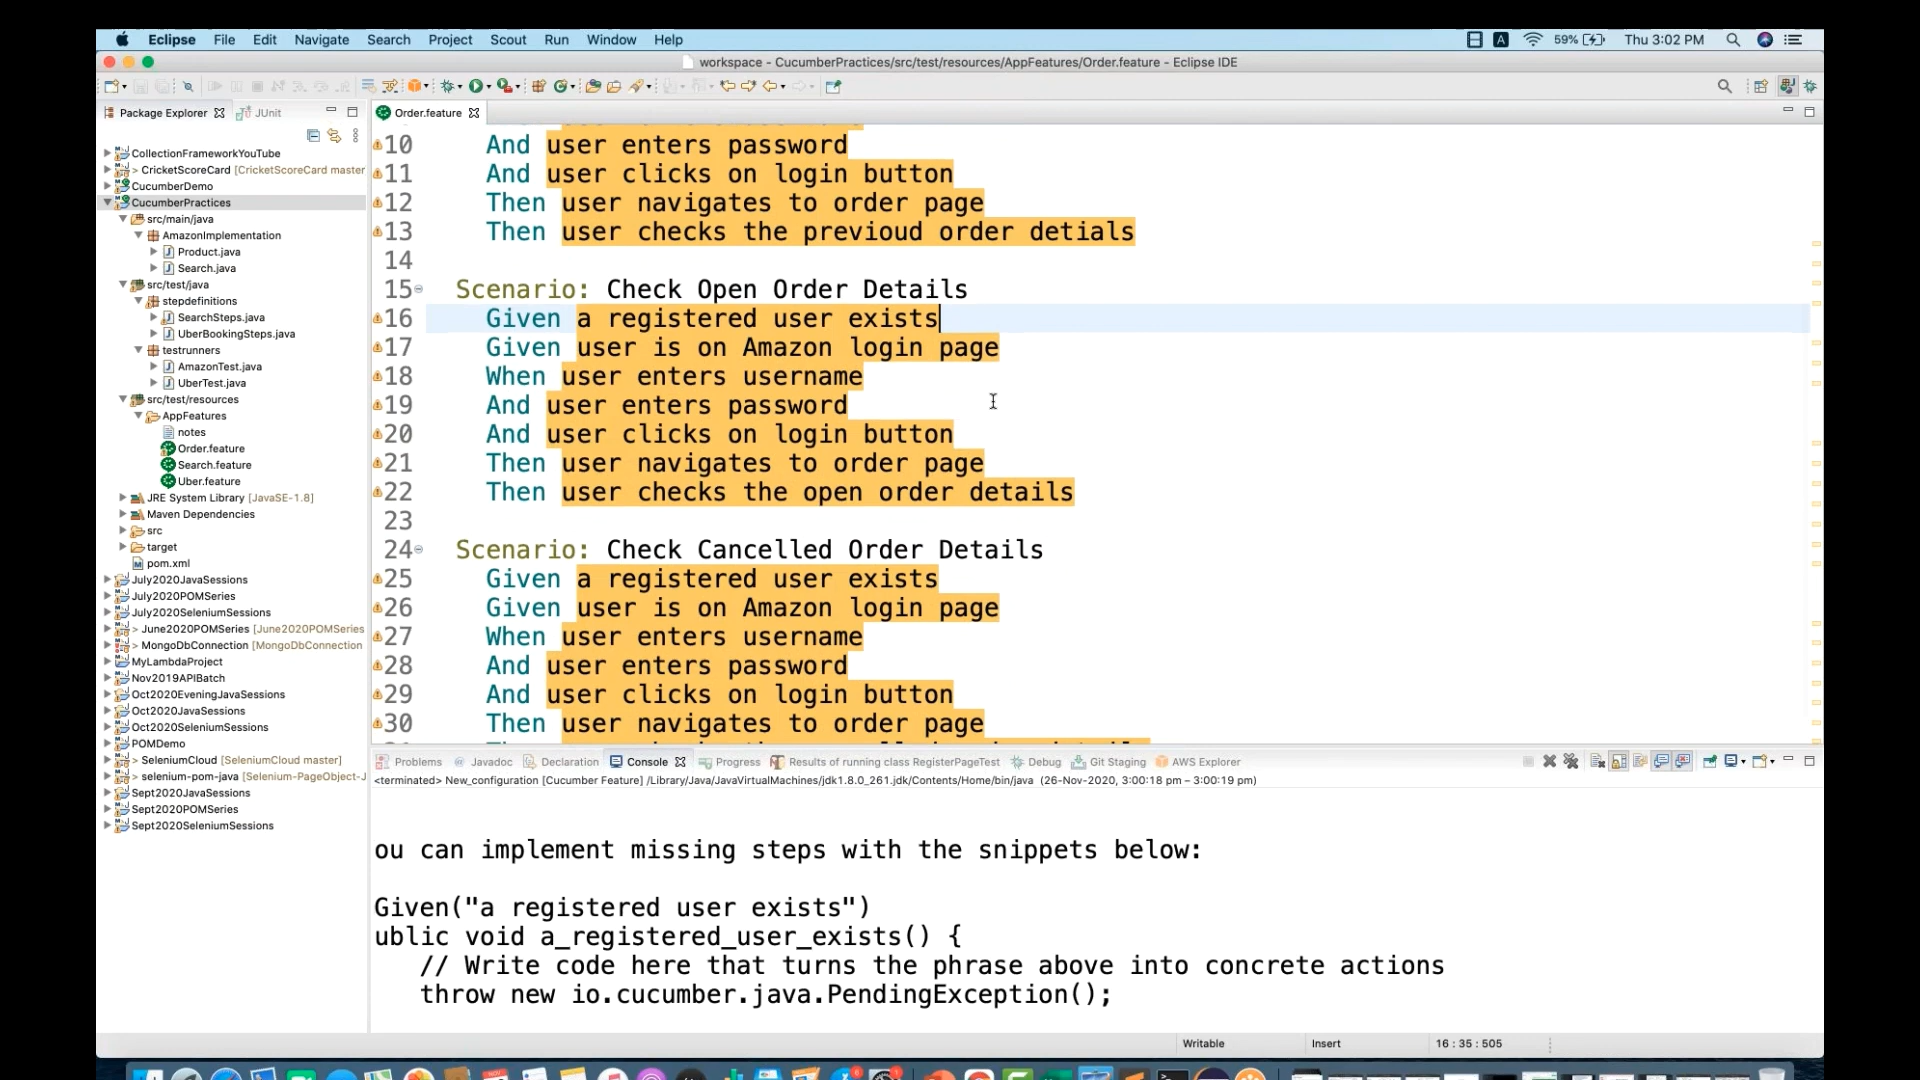 Eclipse File Edit Navigate Search Project Scout Run Window Help 59% Thu 3:02 PM
workspace - CucumberPractices/src/test/resources/AppFeatures/Order.feature - Eclipse IDE
Package Explorer JUnit
CollectionFrameworkYouTube
> CricketScoreCard [CricketScoreCard master
CucumberDemo
CucumberPractices
src/main/java
AmazonImplementation
Product.java
Search.java
src/test/java
stepdefinitions
SearchSteps.java
UberBookingSteps.java
testrunners
AmazonTest.java
UberTest.java
src/test/resources
AppFeatures
notes
Order.feature
Search.feature
Uber.feature
JRE System Library [JavaSE-1.8]
Maven Dependencies
src
target
pom.xml
July2020JavaSessions
July2020POMSeries
July2020SeleniumSessions
> June2020POMSeries [June2020POMSeries
> MongoDbConnection [MongoDbConnection
MyLambdaProject
Nov2019APIBatch
Oct2020EveningJavaSessions
Oct2020JavaSessions
Oct2020SeleniumSessions
POMDemo
> SeleniumCloud [SeleniumCloud master]
> selenium-pom-java [Selenium-PageObject-J
Sept2020JavaSessions
Sept2020POMSeries
Sept2020SeleniumSessions
Order.feature
10 And user enters password
11 And user clicks on login button
12 Then user navigates to order page
13 Then user checks the previoud order detials
14
15 Scenario: Check Open Order Details
16 Given a registered user exists
17 Given user is on Amazon login page
18 When user enters username
19 And user enters password
20 And user clicks on login button
21 Then user navigates to order page
22 Then user checks the open order details
23
24 Scenario: Check Cancelled Order Details
25 Given a registered user exists
26 Given user is on Amazon login page
27 When user enters username
28 And user enters password
29 And user clicks on login button
30 Then user navigates to order page
Problems Javadoc Declaration Console Progress Results of running class RegisterPageTest Debug Git Staging AWS Explorer
<terminated> New_configuration [Cucumber Feature] /Library/Java/JavaVirtualMachines/jdk1.8.0_261.jdk/Contents/Home/bin/java (26-Nov-2020, 3:00:18 pm – 3:00:19 pm)
ou can implement missing steps with the snippets below:
Given("a registered user exists")
ublic void a_registered_user_exists() {
// Write code here that turns the phrase above into concrete actions
throw new io.cucumber.java.PendingException();
Writable Insert 16 : 35 : 505